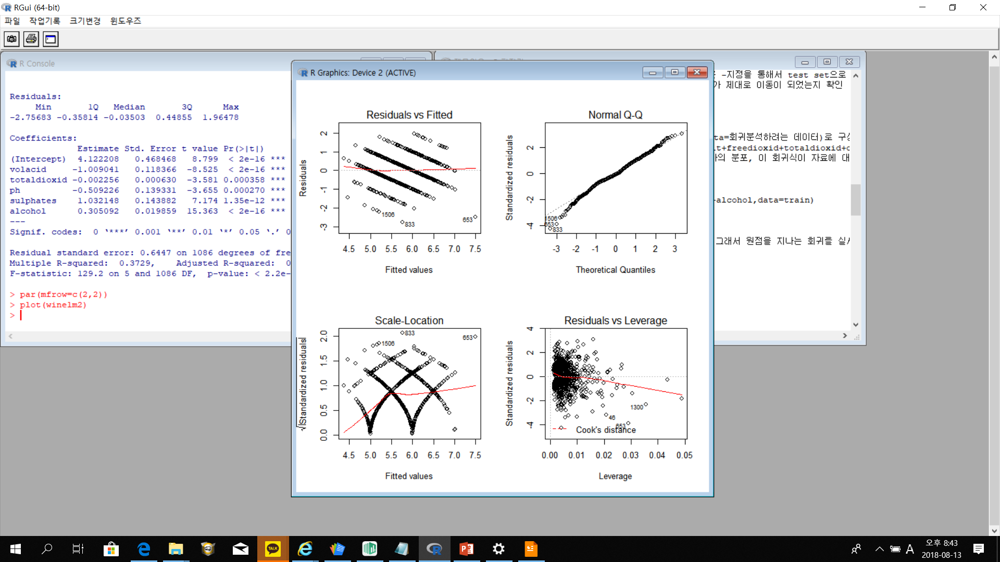 RGui (64-bit)
파일 작업기록 크기변경 윈도우즈
R Console
Residuals:
Min 1Q Median 3Q Max
-2.75683 -0.35814 -0.03503 0.44855 1.96478
Coefficients:
Estimate Std. Error t value Pr(>|t|)
(Intercept) 4.122208 0.468468 8.799 < 2e-16 ***
volacid -1.009041 0.118366 -8.525 < 2e-16 ***
totaldioxid -0.002256 0.000630 -3.581 0.000358 ***
ph -0.509226 0.139331 -3.655 0.000270 ***
sulphates 1.032148 0.143882 7.174 1.35e-12 ***
alcohol 0.305092 0.019859 15.363 < 2e-16 ***
---
Signif. codes: 0 ‘***’ 0.001 ‘**’ 0.01 ‘*’ 0.05 ‘.’ 0
Residual standard error: 0.6447 on 1086 degrees of fre
Multiple R-squared: 0.3729, Adjusted R-squared: 0
F-statistic: 129.2 on 5 and 1086 DF, p-value: < 2.2e-
> par(mfrow=c(2,2))
> plot(winelm2)
>
R Graphics: Device 2 (ACTIVE)
Residuals vs Fitted
Residuals
2
1
0
-1
-2
-3
1506
833
653
4.5 5.0 5.5 6.0 6.5 7.0 7.5
Fitted values
Normal Q-Q
Standardized residuals
2
0
-2
-4
1506
653
833
-3 -2 -1 0 1 2 3
Theoretical Quantiles
Scale-Location
√|Standardized residuals|
2.0
1.5
1.0
0.5
0.0
833
653
1506
4.5 5.0 5.5 6.0 6.5 7.0 7.5
Fitted values
Residuals vs Leverage
Standardized residuals
4
2
0
-2
-4
1300
46
653
Cook's distance
0.00 0.01 0.02 0.03 0.04 0.05
Leverage
-지정을 통해서 test set으로
가 제대로 이동이 되었는지 확인
ta=회귀분석하려는 데이터)로 구성
it+freedioxid+totaldioxid+d
의 분포, 이 회귀식이 자료에 대
+alcohol,data=train)
그래서 원점을 지나는 회귀를 실시
TALK
A
오후 8:43
2018-08-13